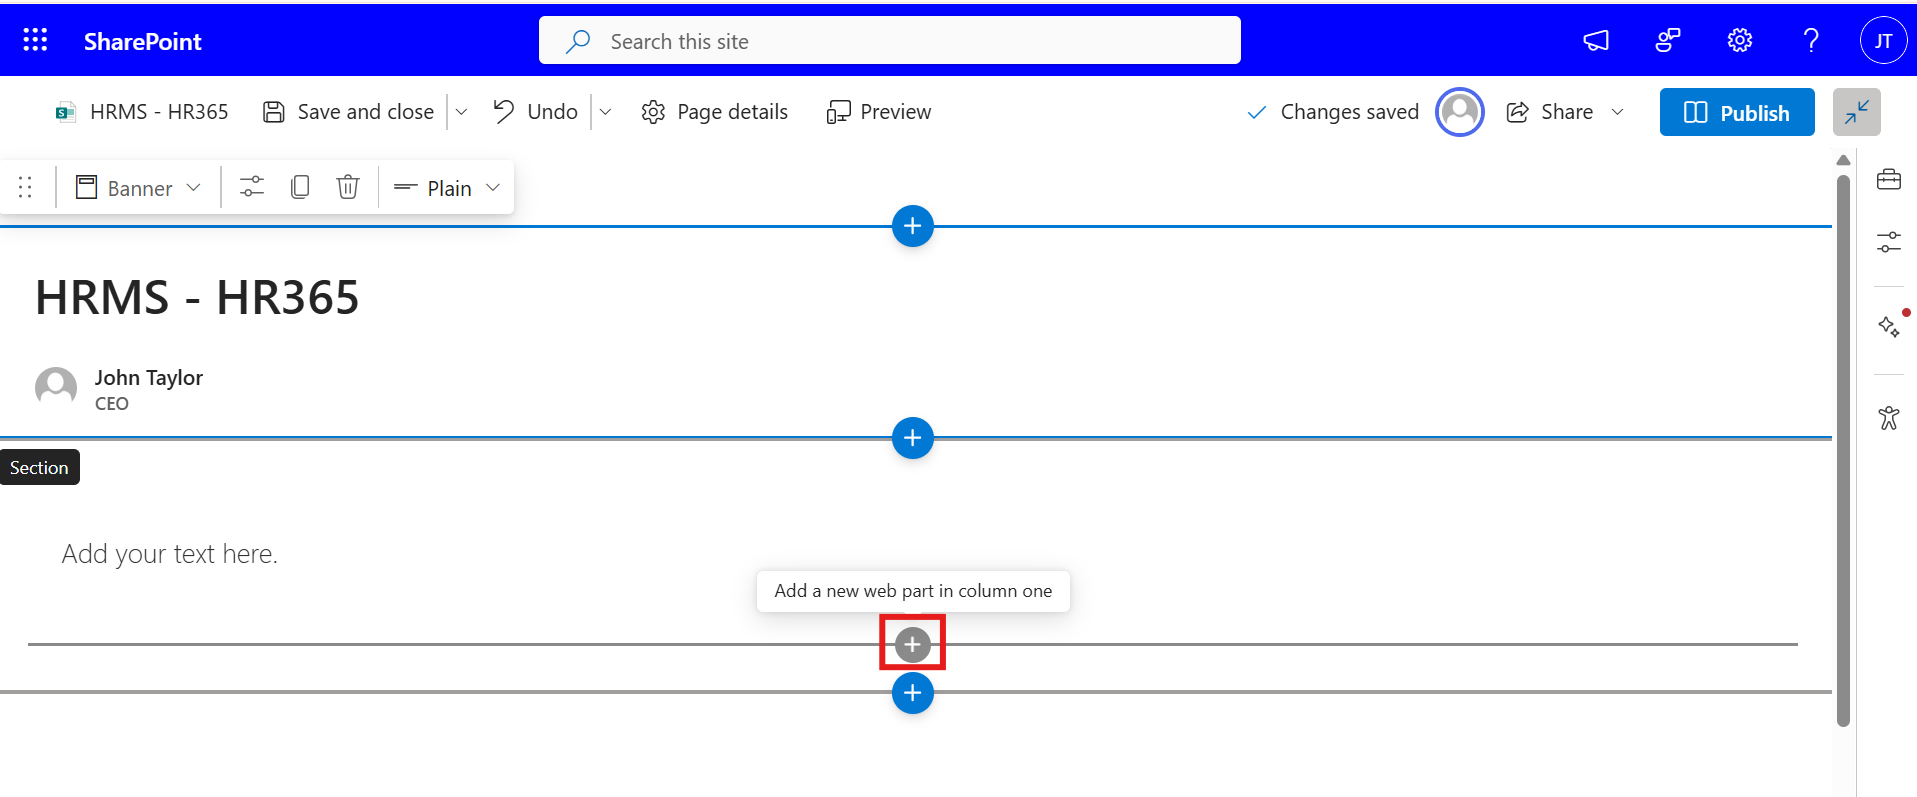 SharePoint
Search this site
JT
HRMS - HR365
Save and close
Undo
Page details
Preview
Changes saved
Share
Publish
Banner
Plain
HRMS - HR365
John Taylor
CEO
Section
Add your text here.
Add a new web part in column one